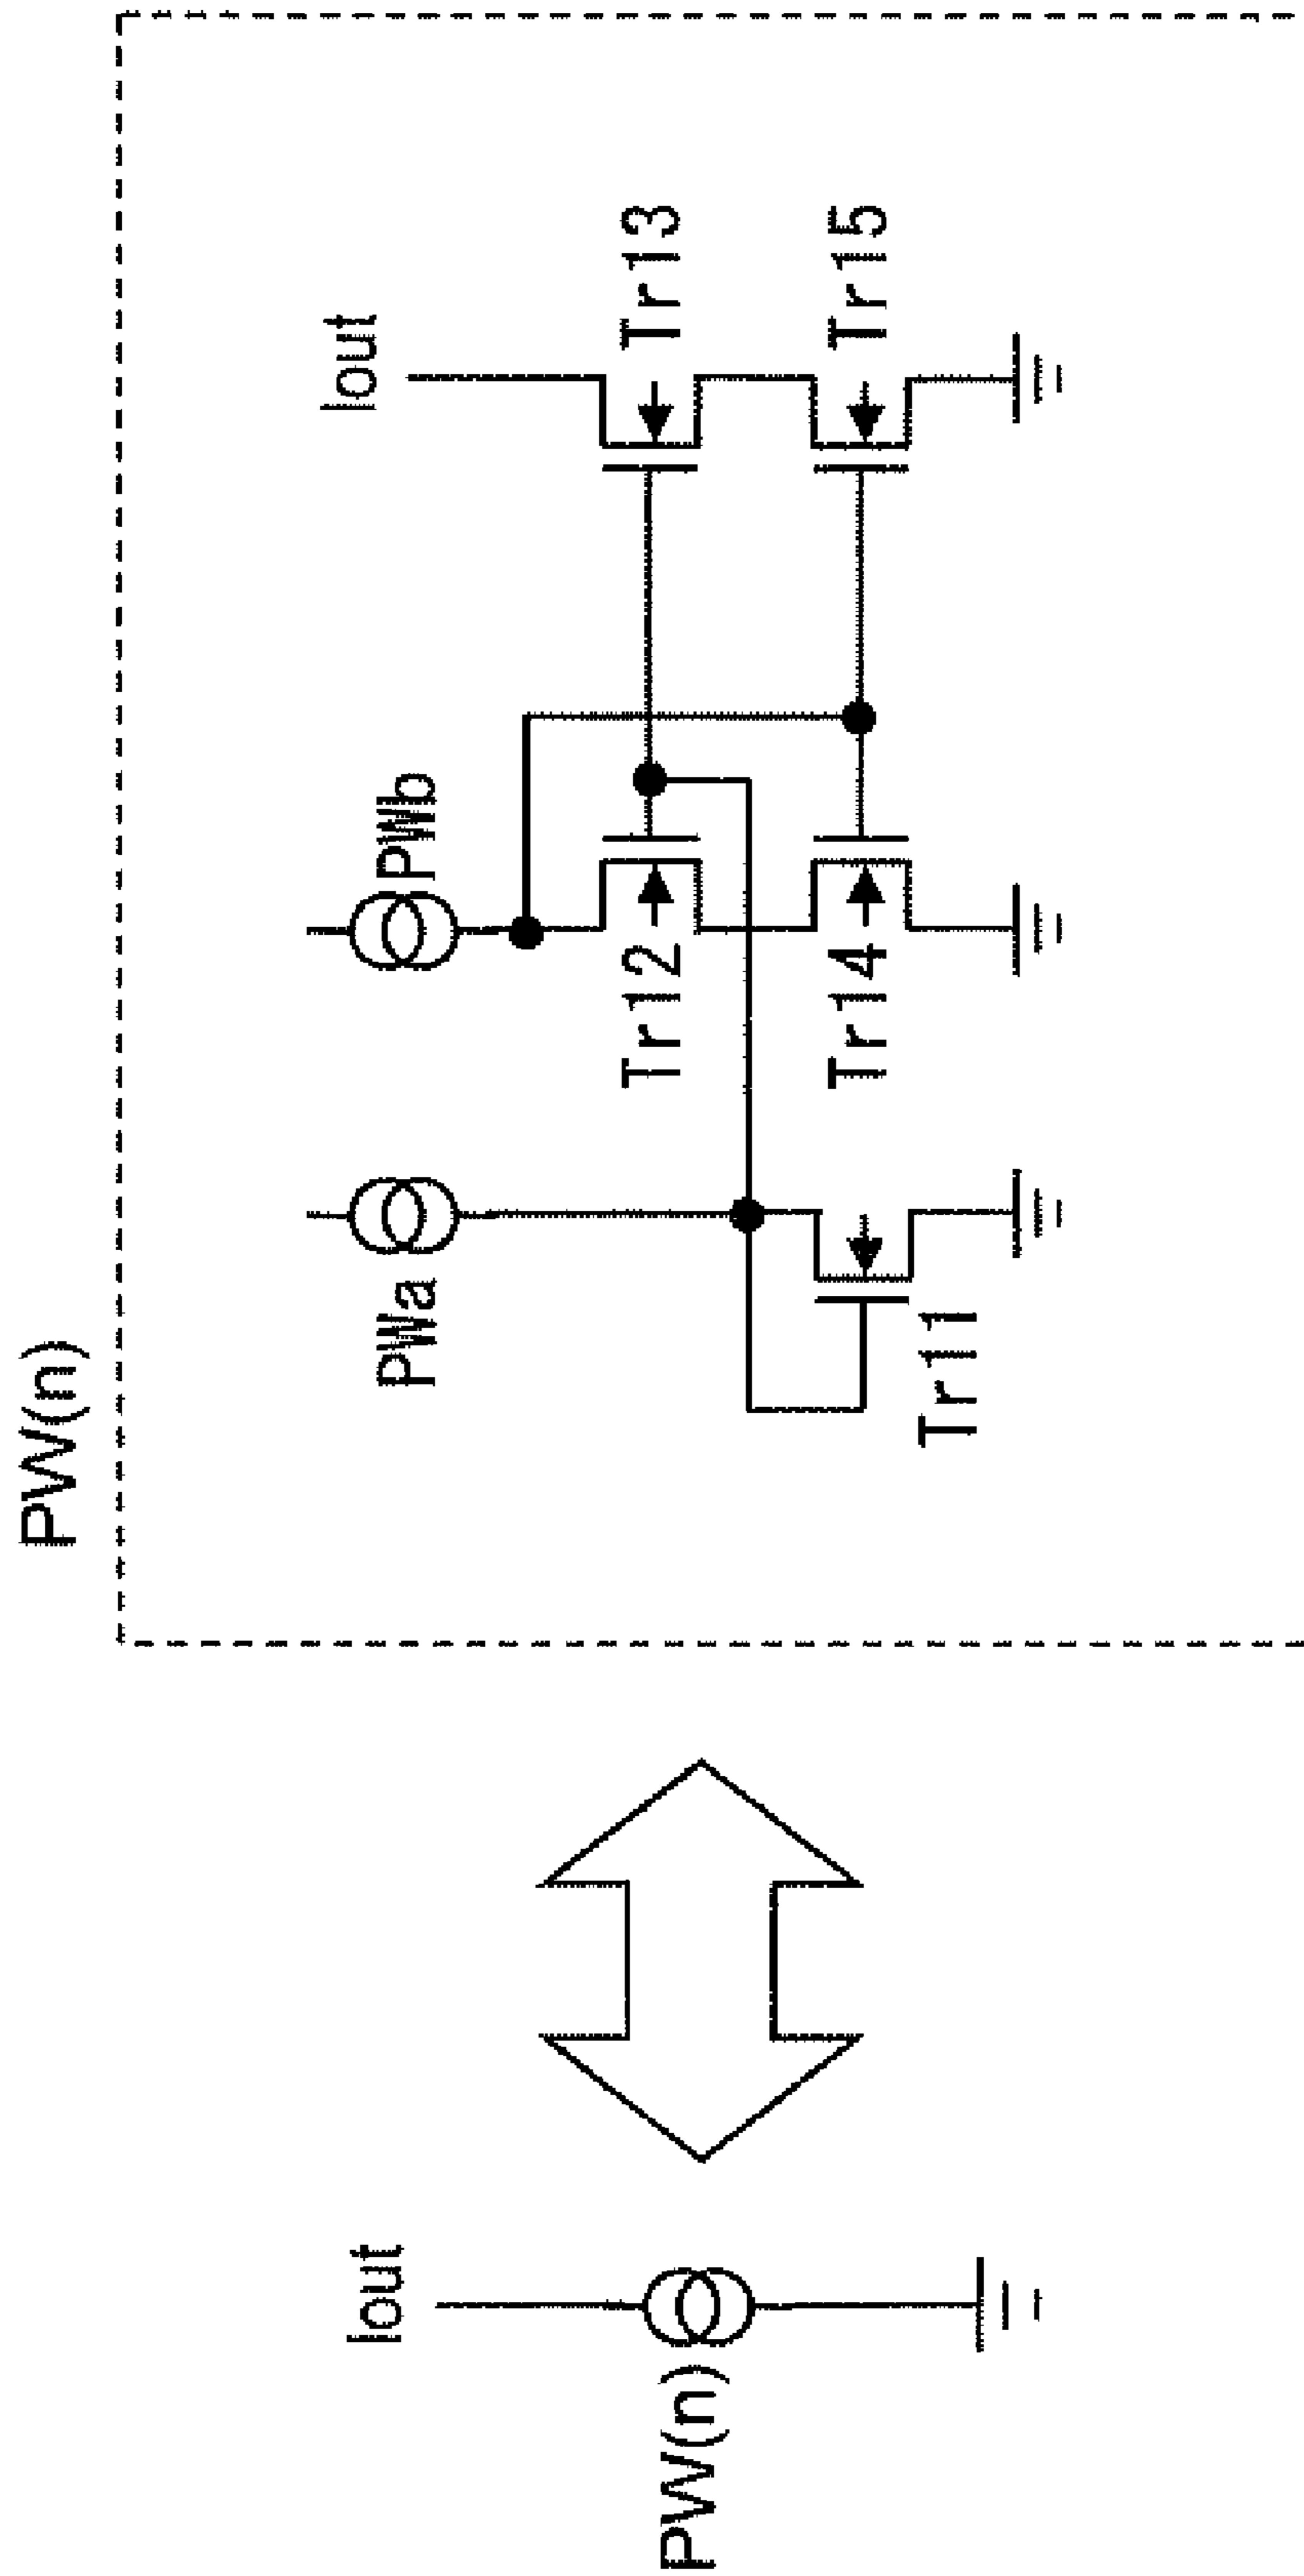 PW(n)
Iout
PW(n)
PWa
PWb
Iout
Tr12
Tr13
Tr14
Tr15
Tr11